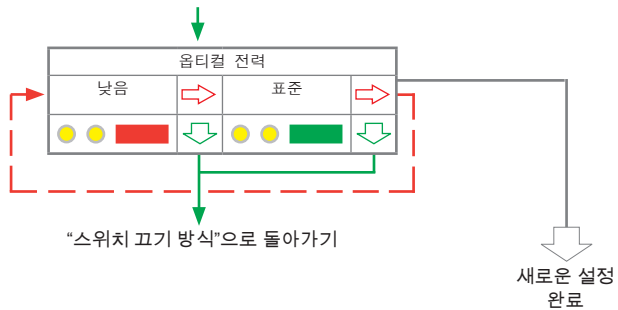 옵티컬 전력
낮음
표준
“스위치 끄기 방식”으로 돌아가기
새로운 설정
완료